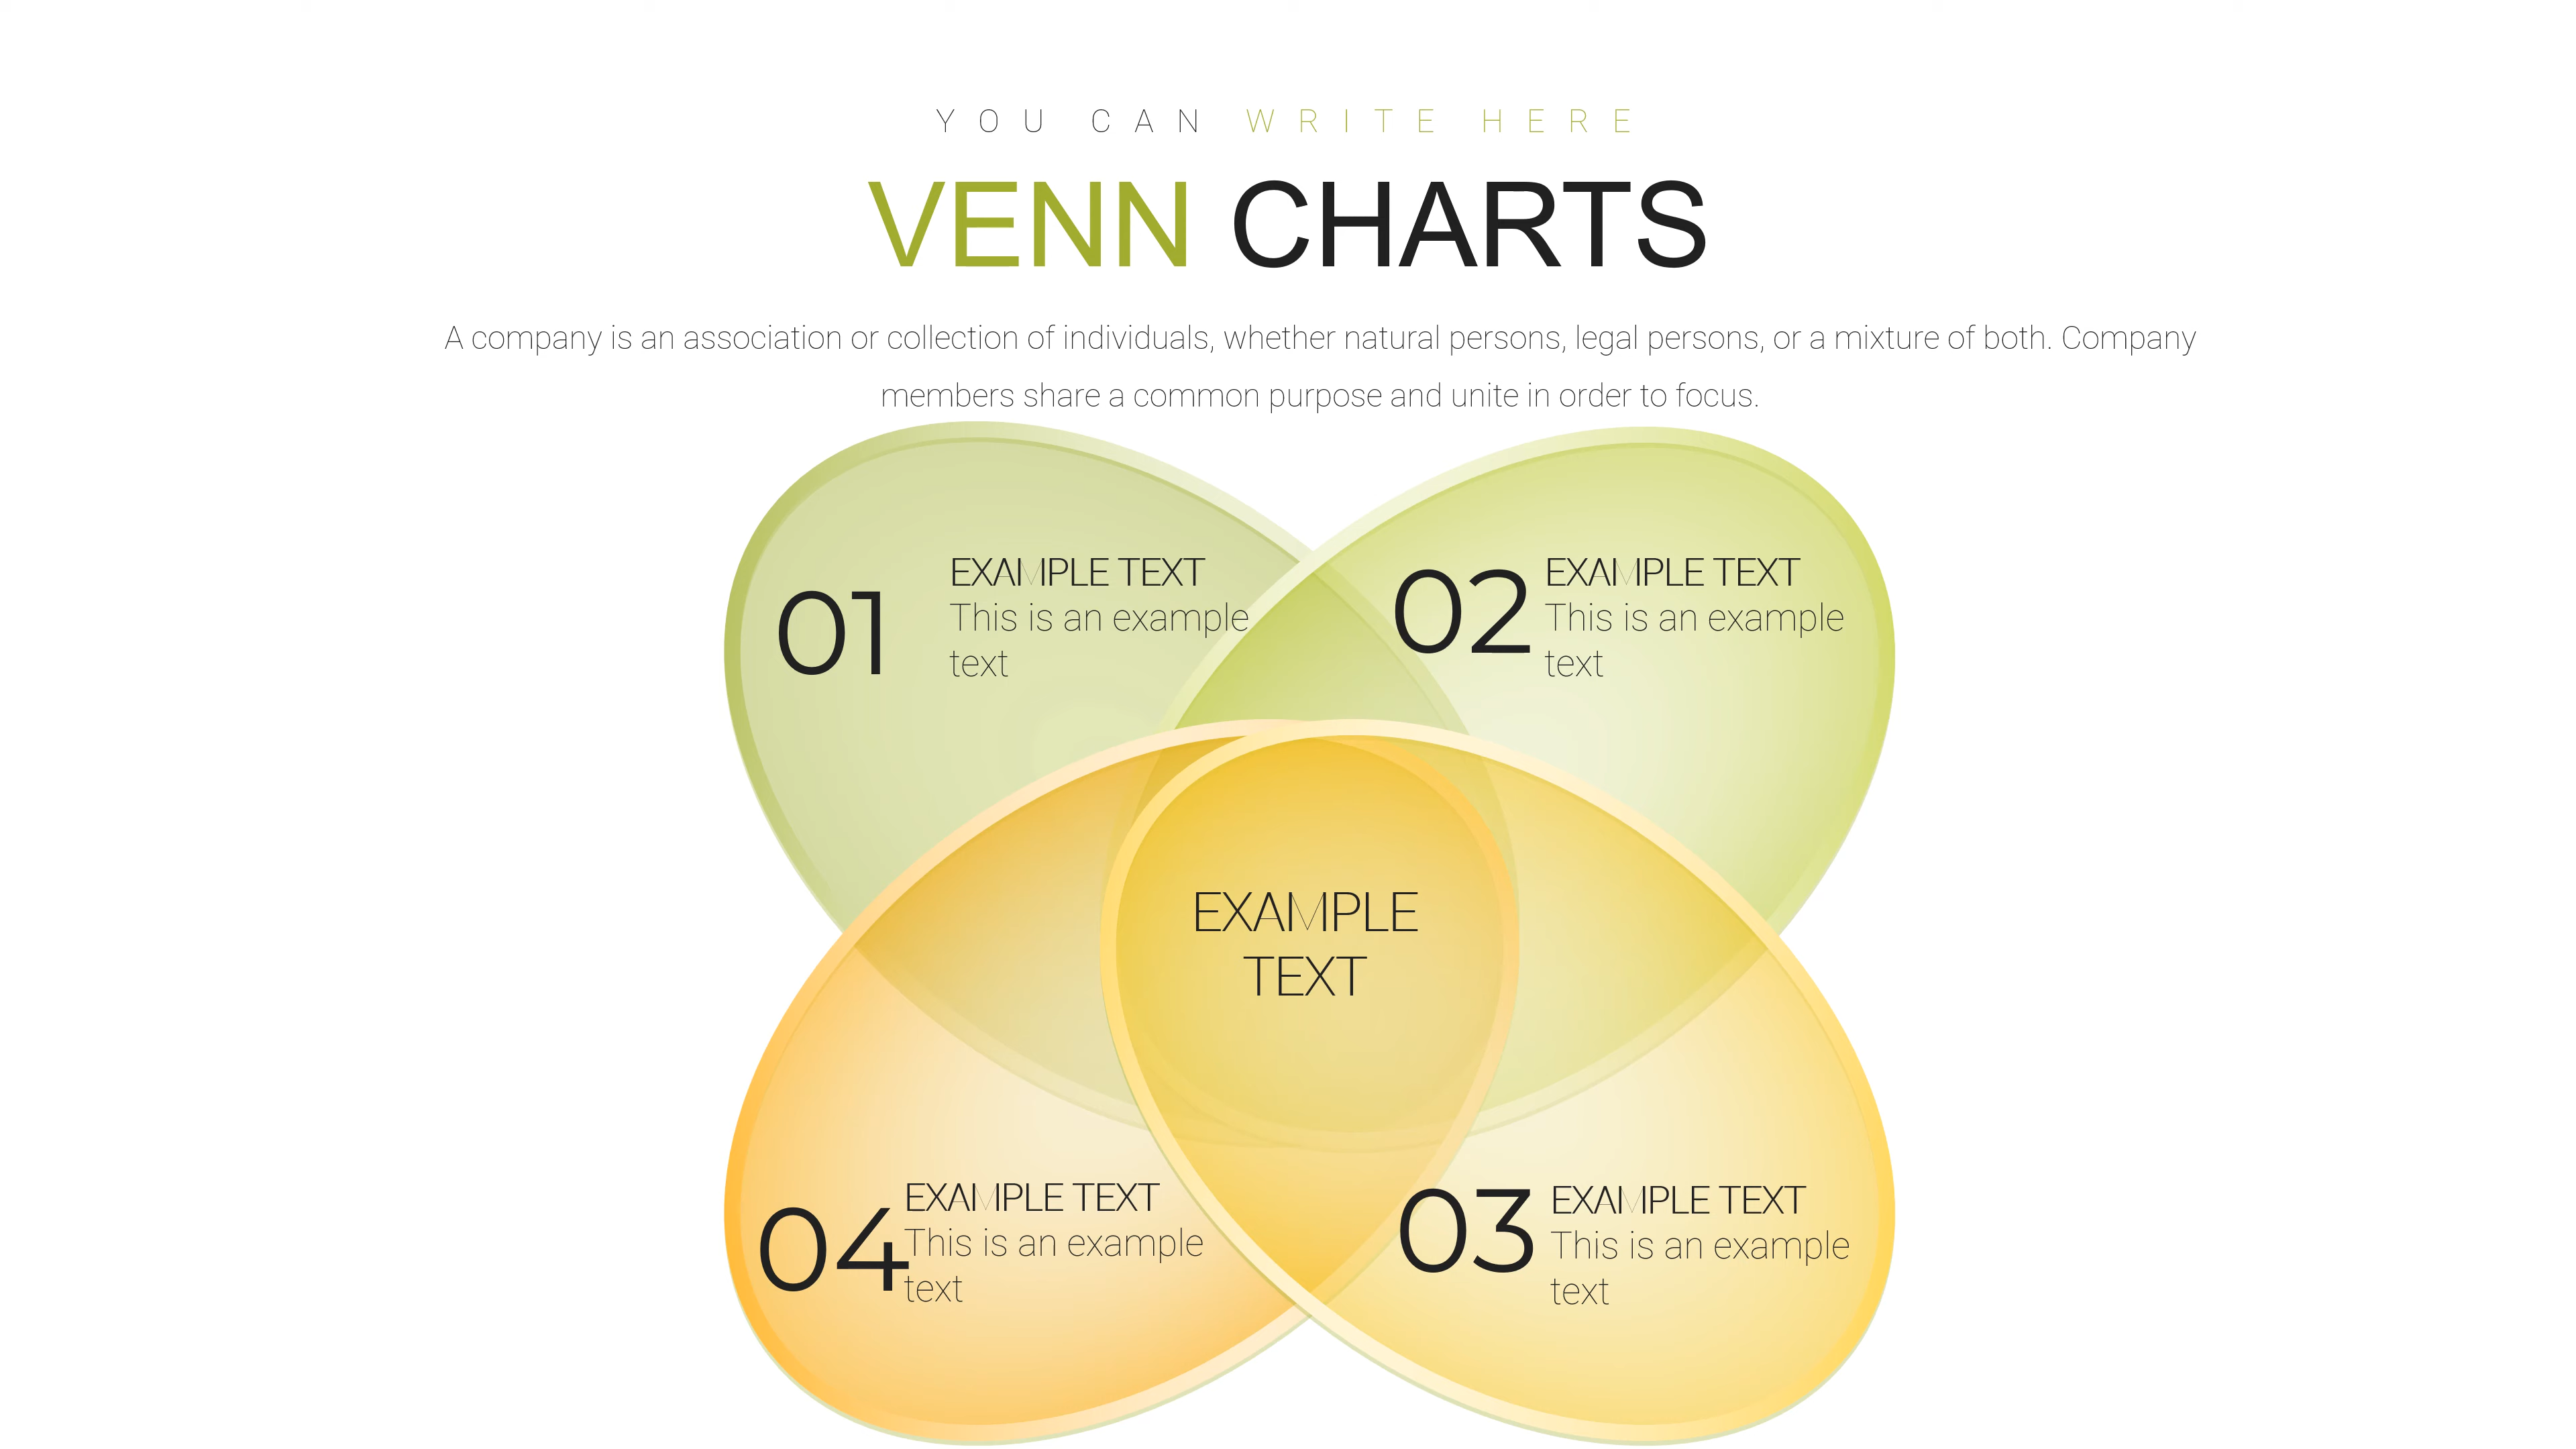 YOU CAN WRITE HERE
VENN CHARTS
A company is an association or collection of individuals, whether natural persons, legal persons, or a mixture of both. Company
members share a common purpose and unite in order to focus.
01
EXAMPLE TEXT
This is an example
text
02
EXAMPLE TEXT
This is an example
text
EXAMPLE
TEXT
04
EXAMPLE TEXT
This is an example
text
03
EXAMPLE TEXT
This is an example
text